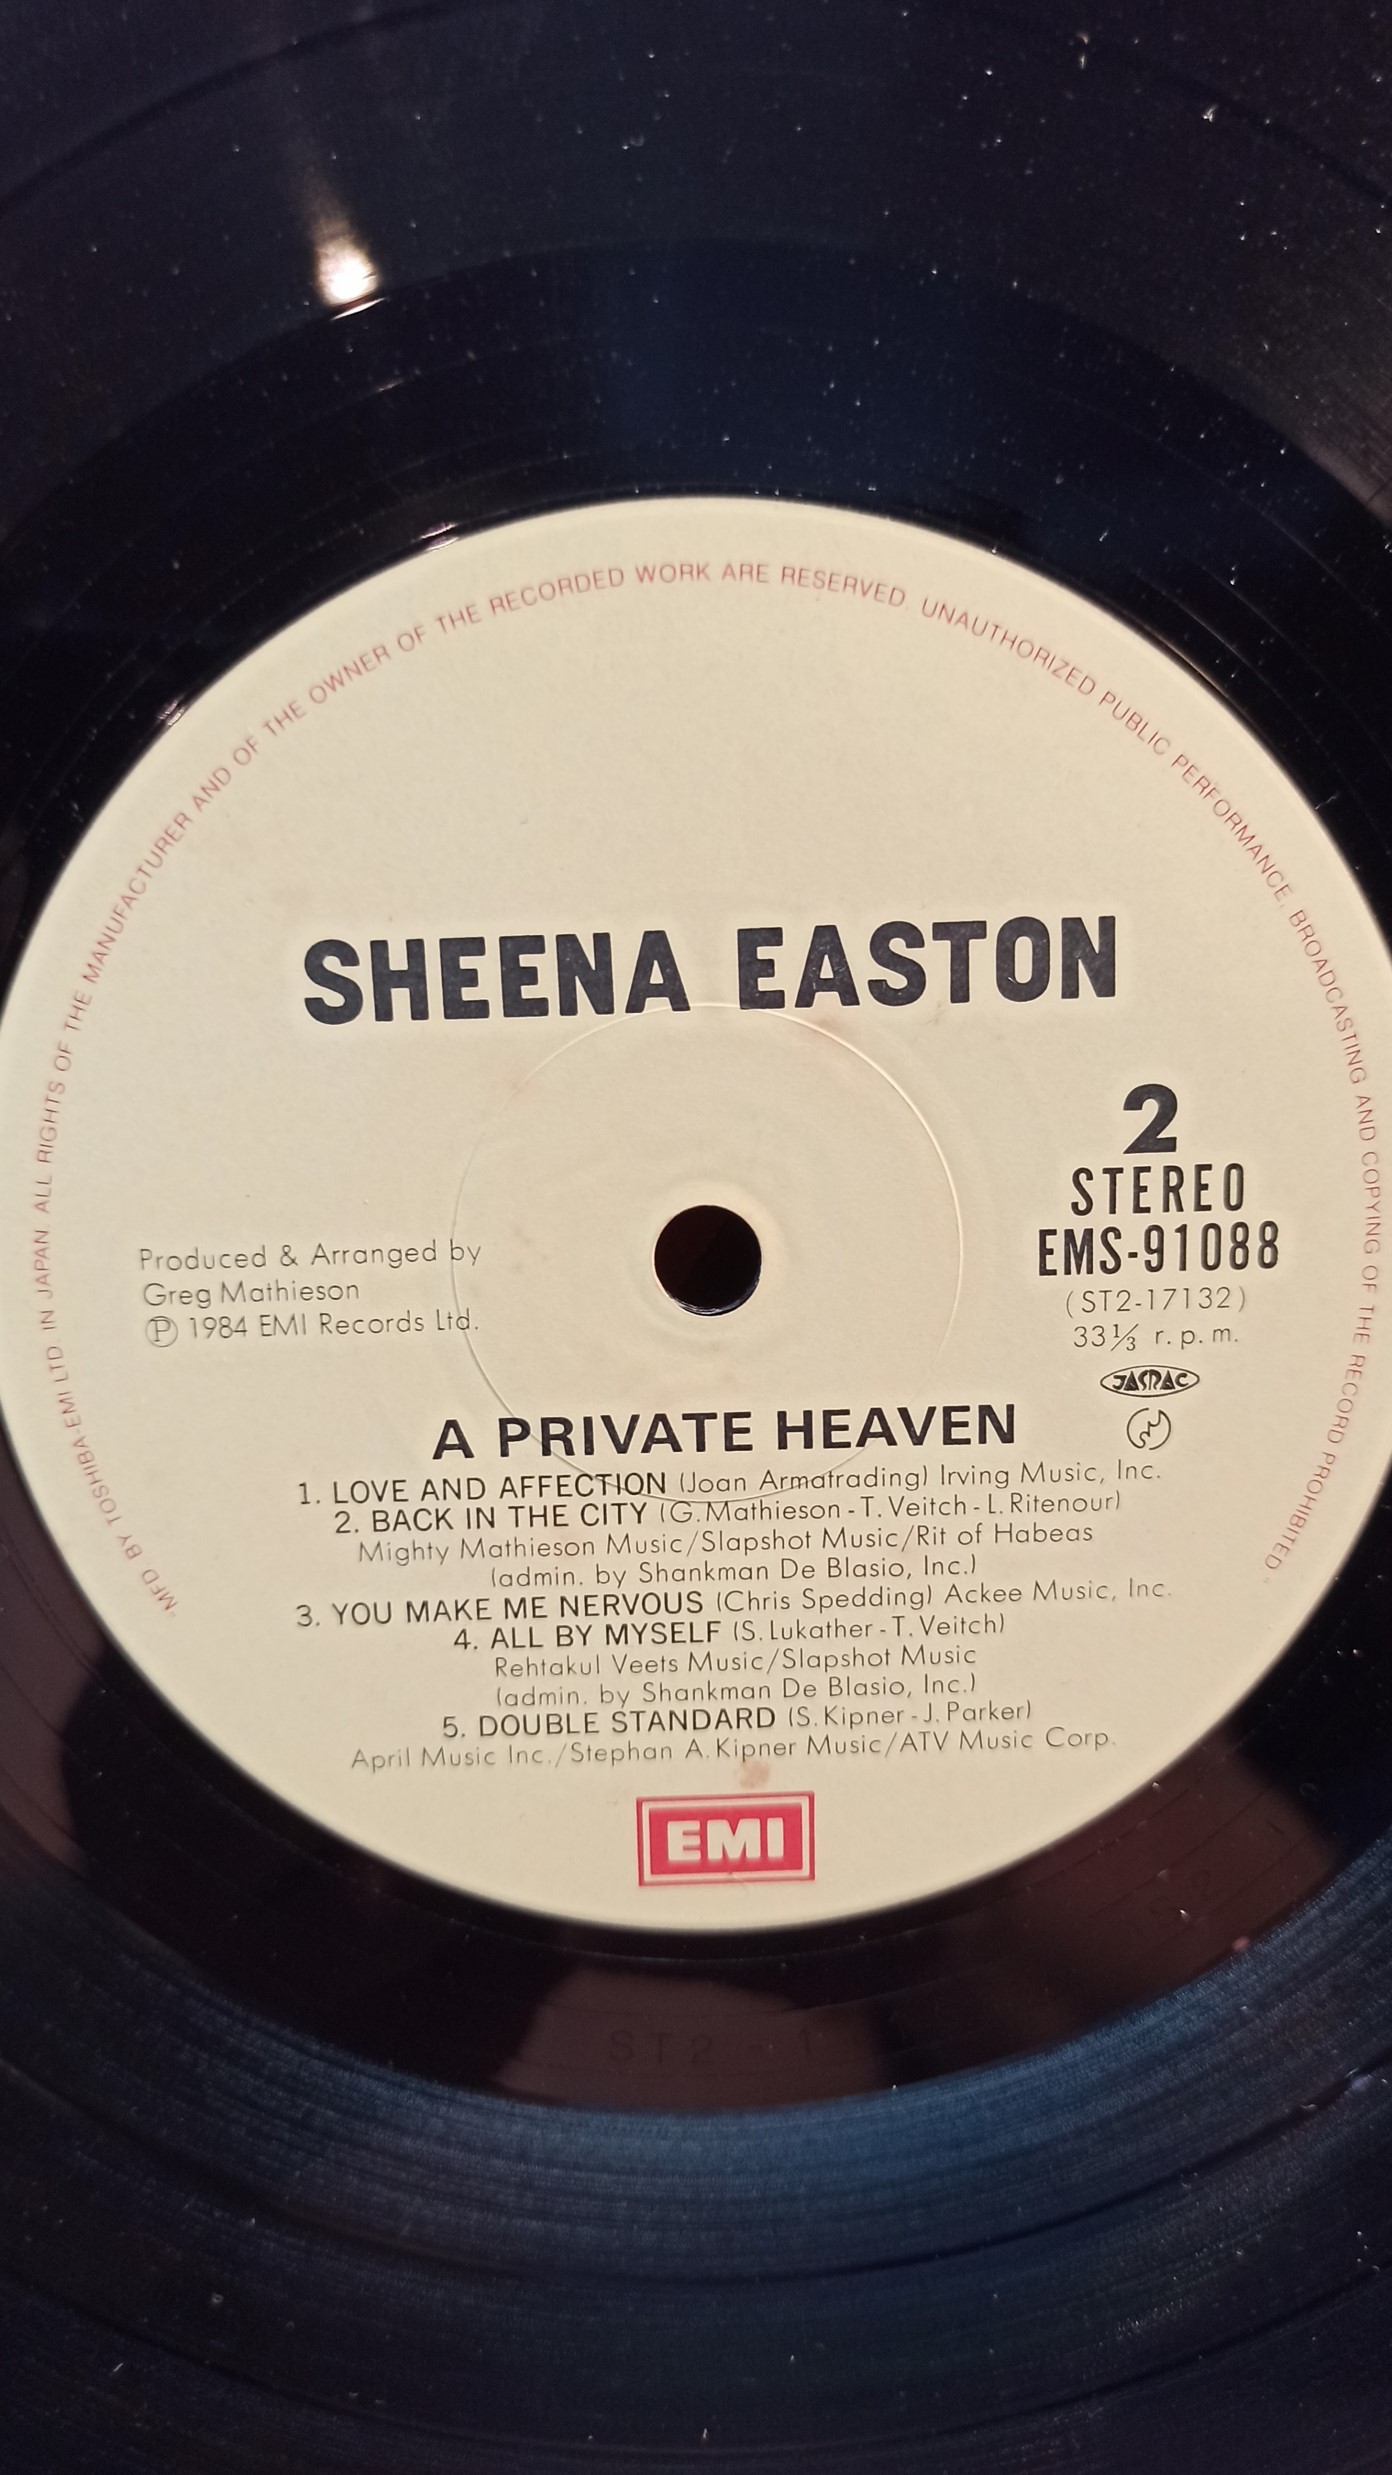 "MFD. BY TOSHIBA-EMI LTD. IN JAPAN. ALL RIGHTS OF THE MANUFACTURER AND OF THE OWNER OF THE RECORDED WORK ARE RESERVED. UNAUTHORIZED PUBLIC PERFORMANCE, BROADCASTING AND COPYING OF THE RECORD PROHIBITED."
SHEENA EASTON
2
STEREO
EMS-91088
(ST2-17132)
33⅓ r.p.m.
JASRAC
Produced & Arranged by
Greg Mathieson
℗ 1984 EMI Records Ltd.
A PRIVATE HEAVEN
1. LOVE AND AFFECTION (Joan Armatrading) Irving Music, Inc.
2. BACK IN THE CITY (G.Mathieson-T.Veitch-L.Ritenour)
Mighty Mathieson Music/Slapshot Music/Rit of Habeas
(admin. by Shankman De Blasio, Inc.)
3. YOU MAKE ME NERVOUS (Chris Spedding) Ackee Music, Inc.
4. ALL BY MYSELF (S.Lukather-T.Veitch)
Rehtakul Veets Music/Slapshot Music
(admin. by Shankman De Blasio, Inc.)
5. DOUBLE STANDARD (S.Kipner-J.Parker)
April Music Inc./Stephan A.Kipner Music/ATV Music Corp.
EMI